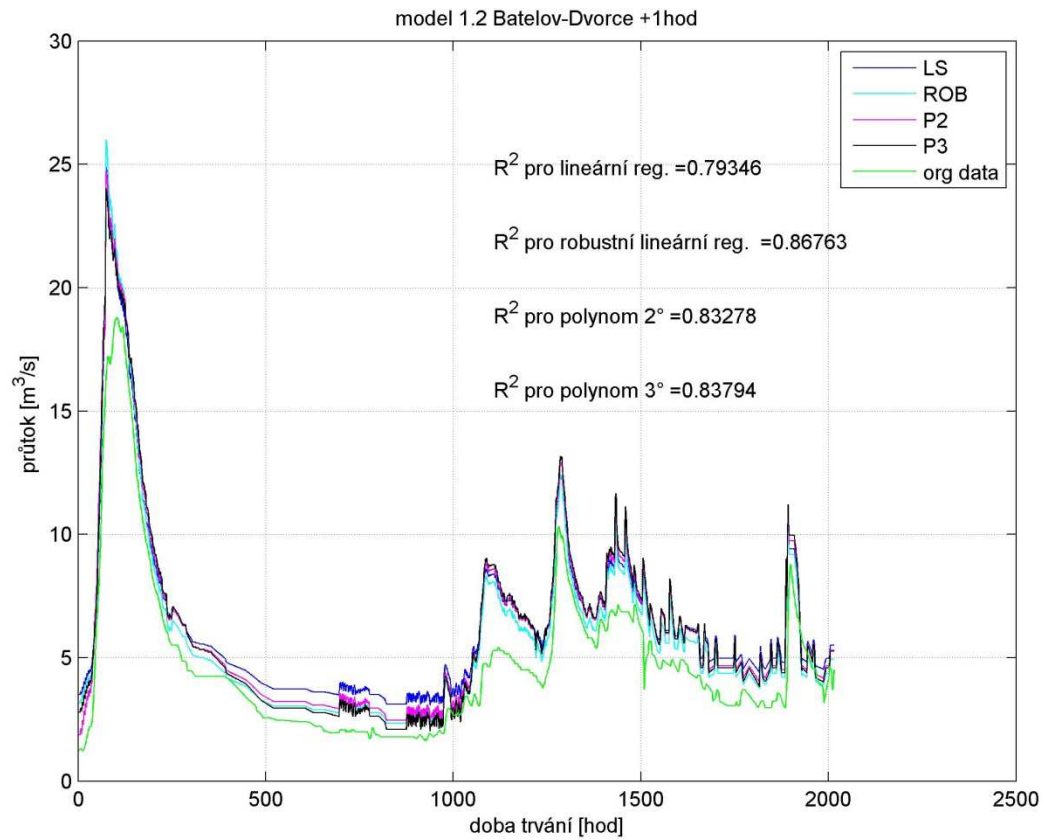 model 1.2 Batelov-Dvorce +1hod
30
25
20
15
10
5
0
průtok [m³/s]
LS
ROB
P2
P3
org data
R² pro lineární reg. =0.79346
R² pro robustní lineární reg.  =0.86763
R² pro polynom 2° =0.83278
R² pro polynom 3° =0.83794
0 500 1000 1500 2000 2500
doba trvání [hod]